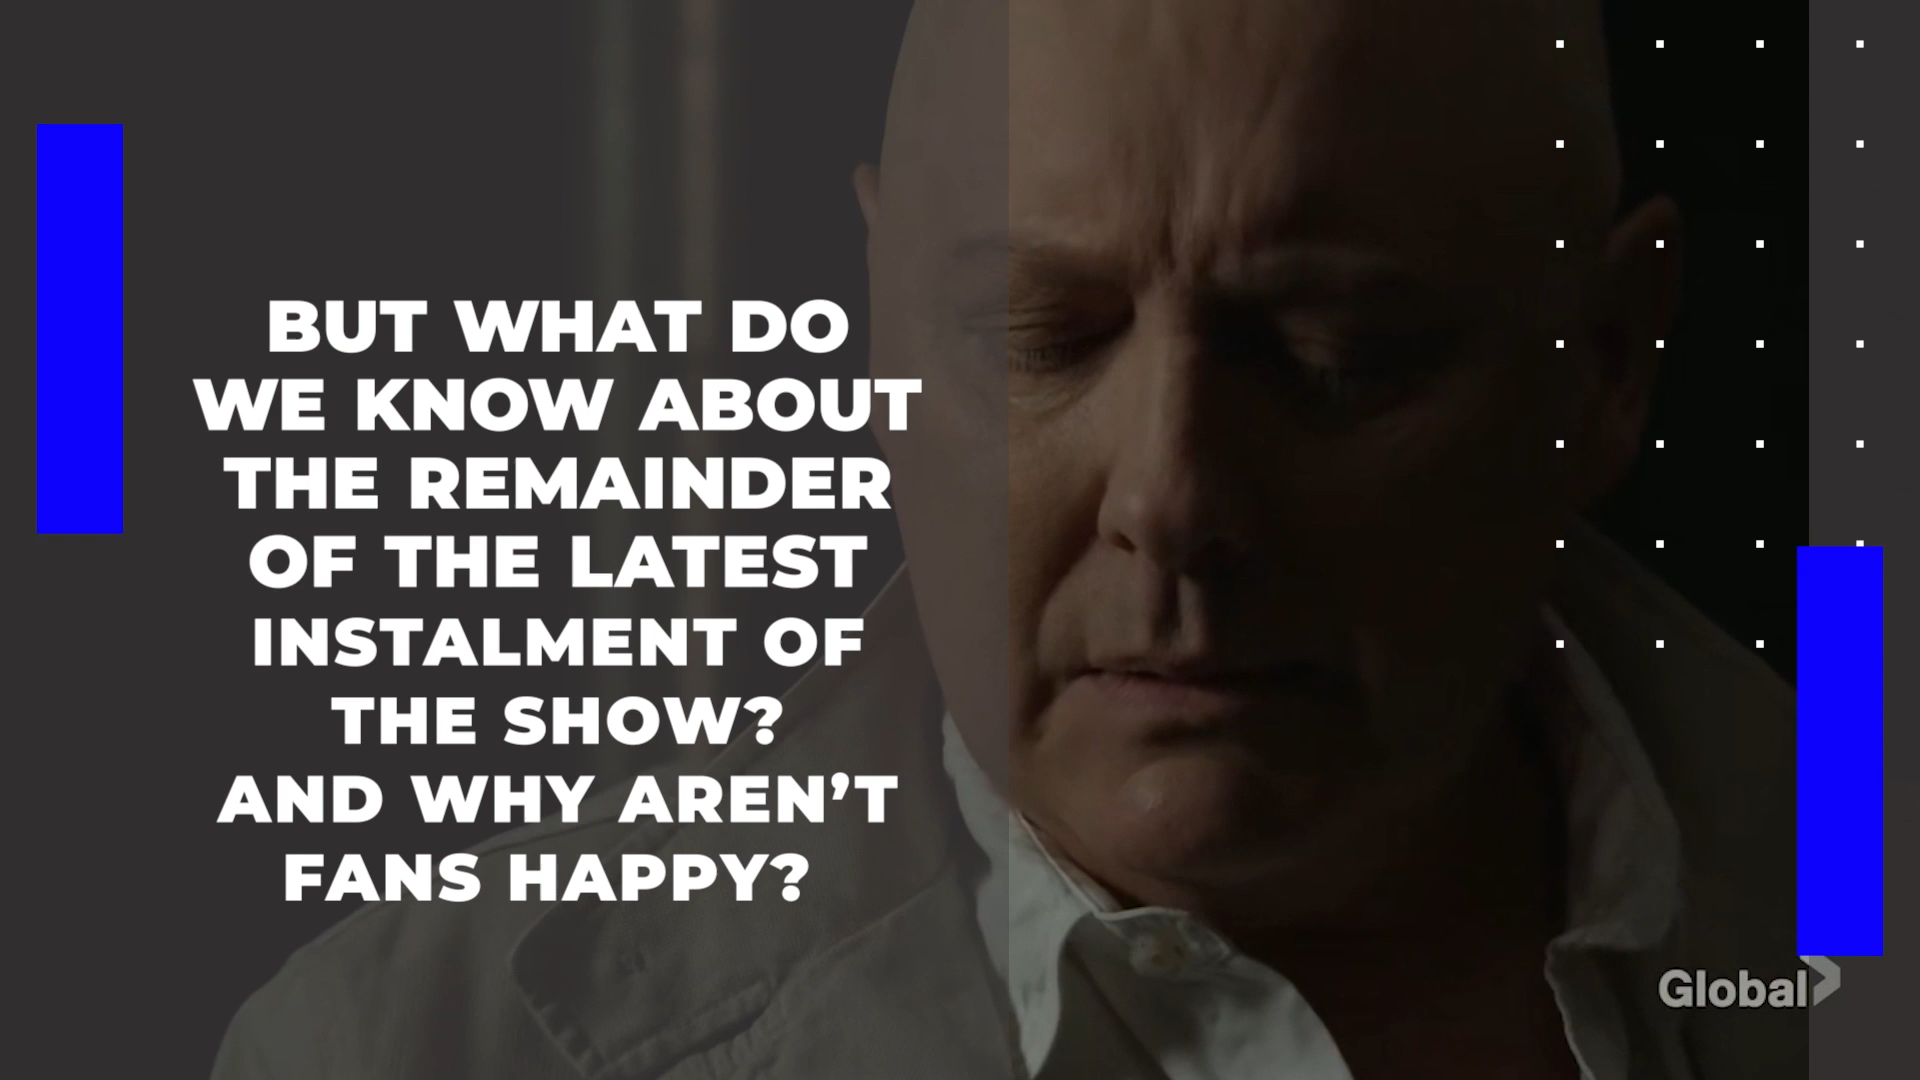 BUT WHAT DO
WE KNOW ABOUT
THE REMAINDER
OF THE LATEST
INSTALMENT OF
THE SHOW?
AND WHY AREN’T
FANS HAPPY?
Global